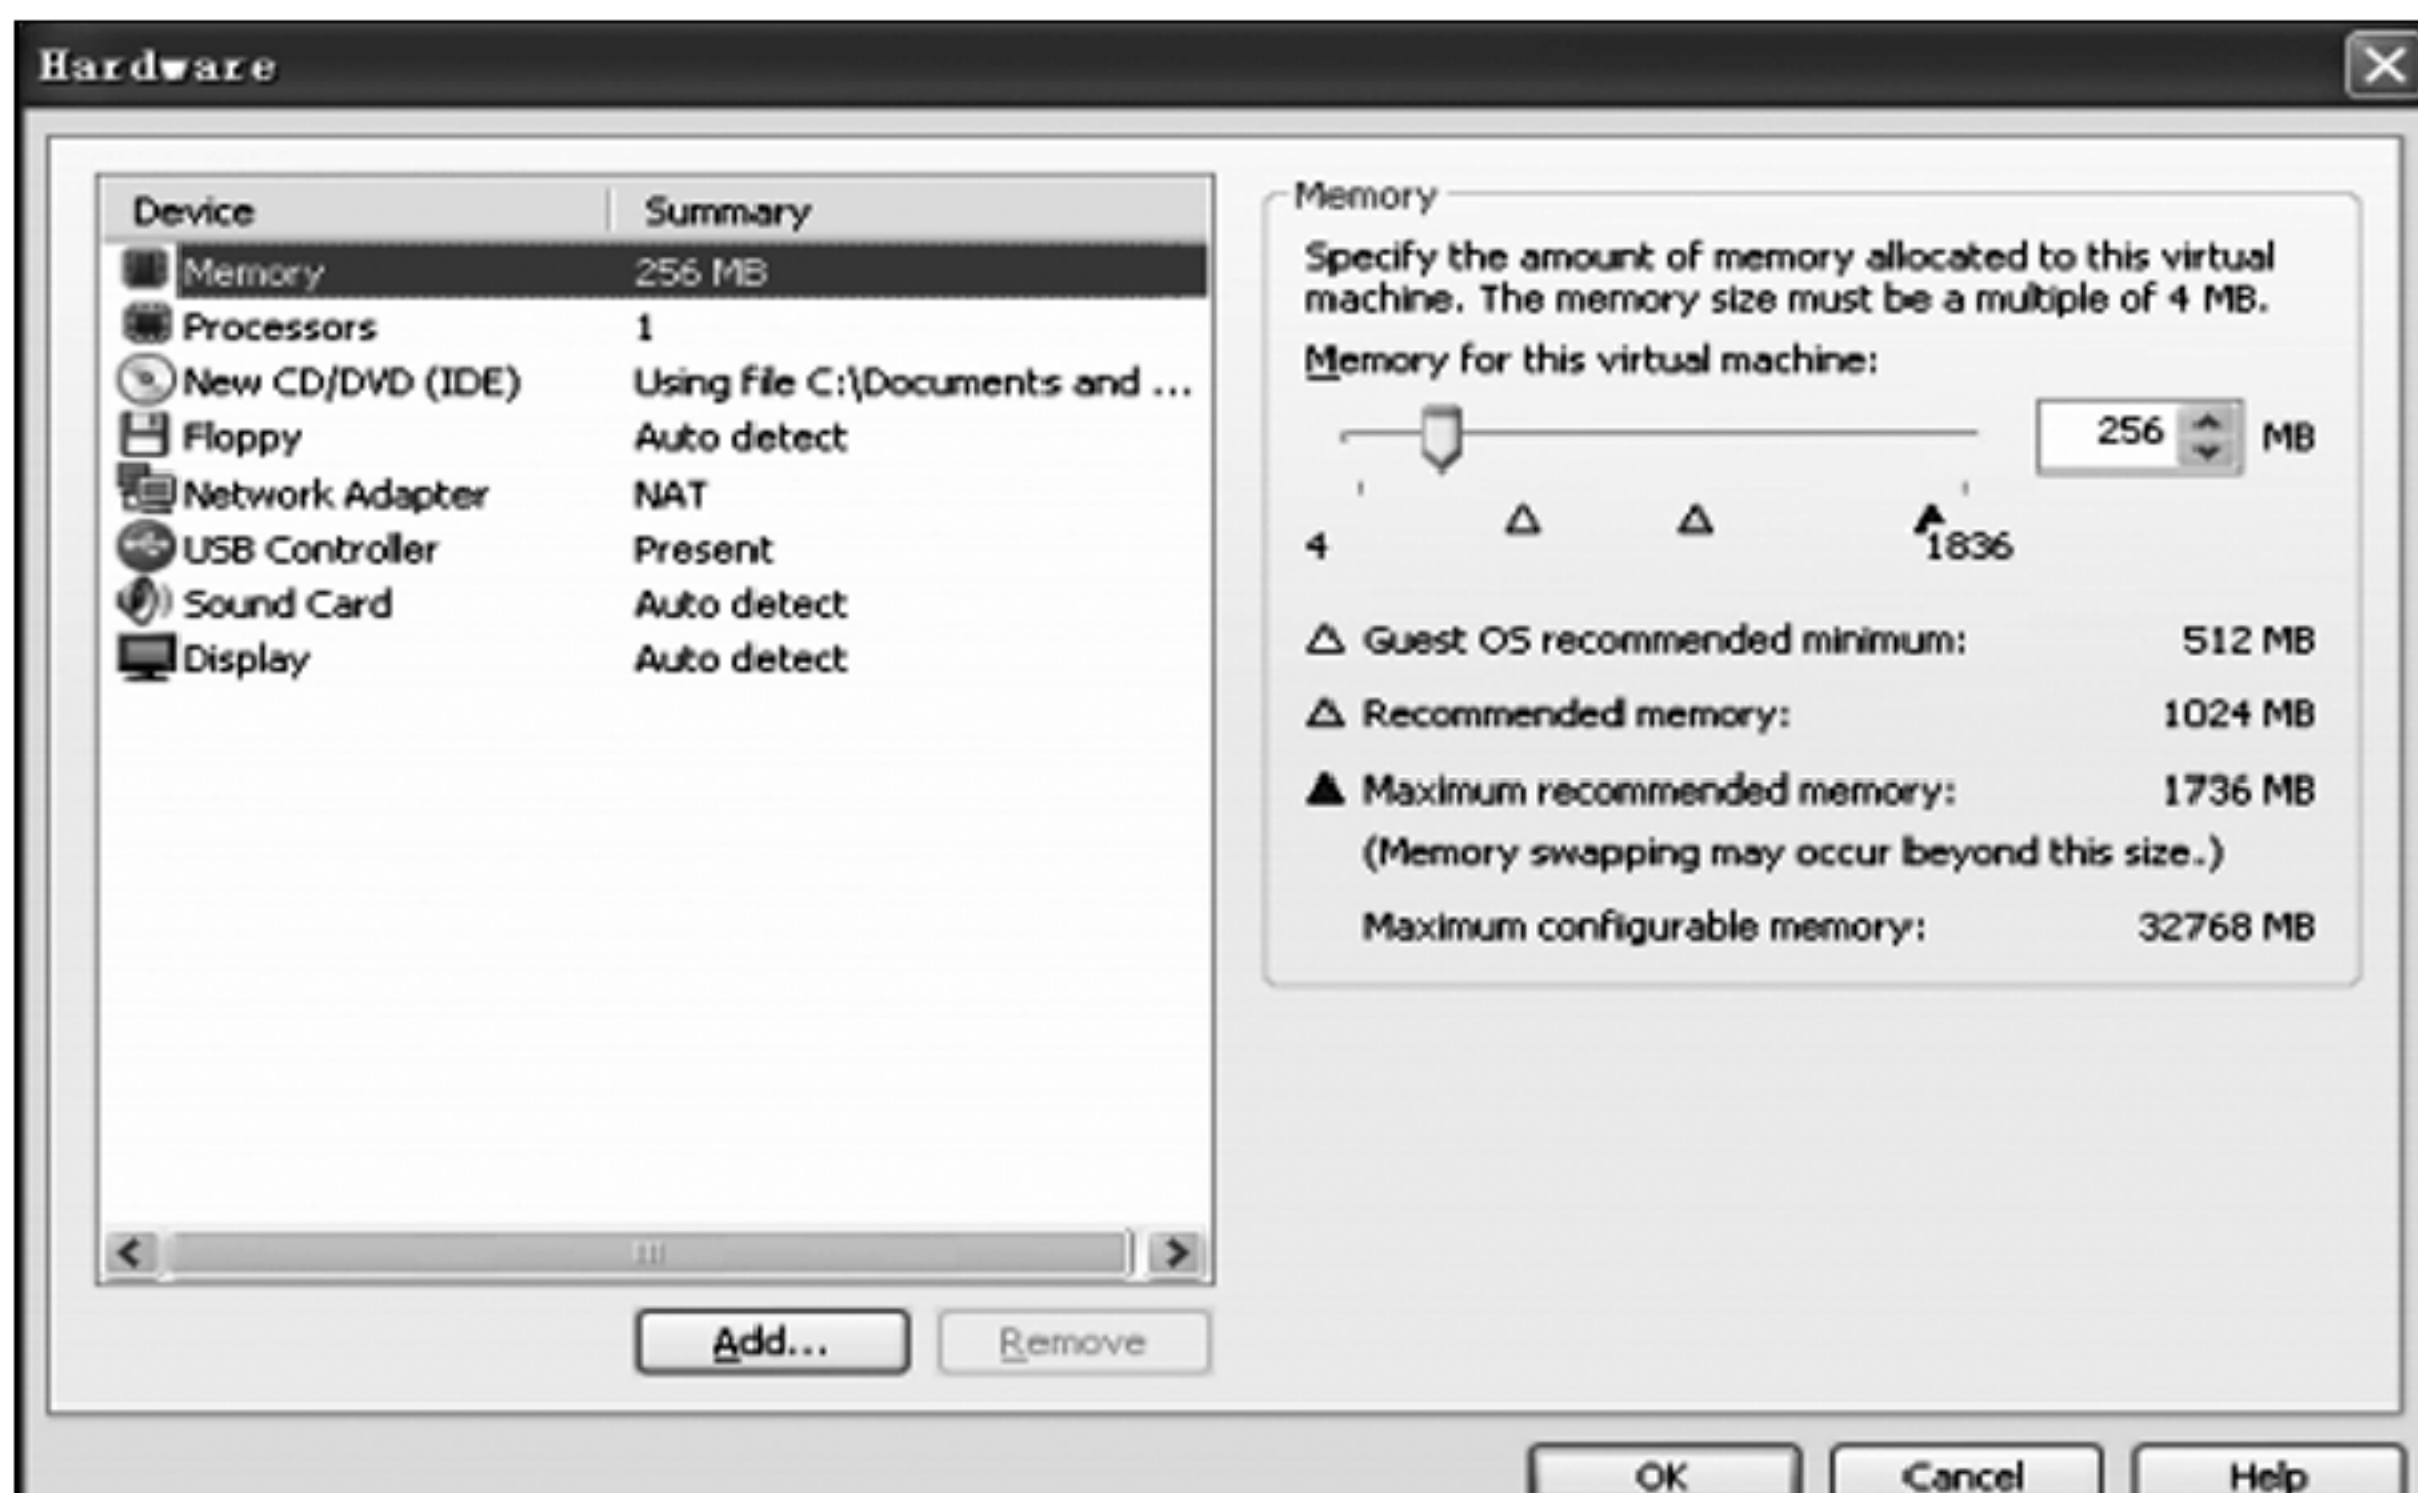 Hardware
Device Summary
Memory 256 MB
Processors 1
New CD/DVD (IDE) Using file C:\Documents and ...
Floppy Auto detect
Network Adapter NAT
USB Controller Present
Sound Card Auto detect
Display Auto detect
Add...
Remove
Memory
Specify the amount of memory allocated to this virtual
machine. The memory size must be a multiple of 4 MB.
Memory for this virtual machine:
256 MB
4 1836
Guest OS recommended minimum: 512 MB
Recommended memory: 1024 MB
Maximum recommended memory: 1736 MB
(Memory swapping may occur beyond this size.)
Maximum configurable memory: 32768 MB
OK Cancel Help